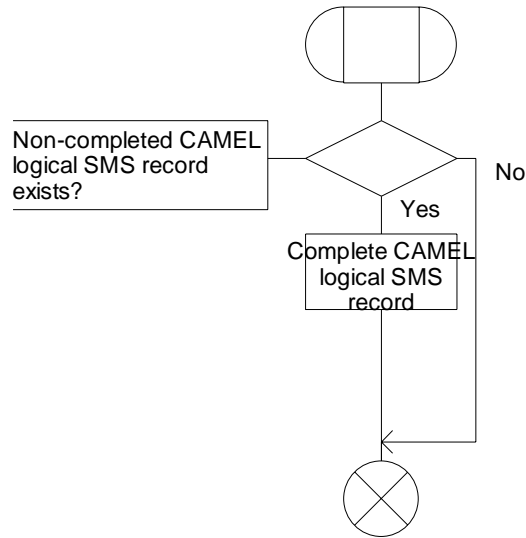 Non-completed CAMEL
logical SMS record
exists?
No
Yes
Complete CAMEL
logical SMS
record